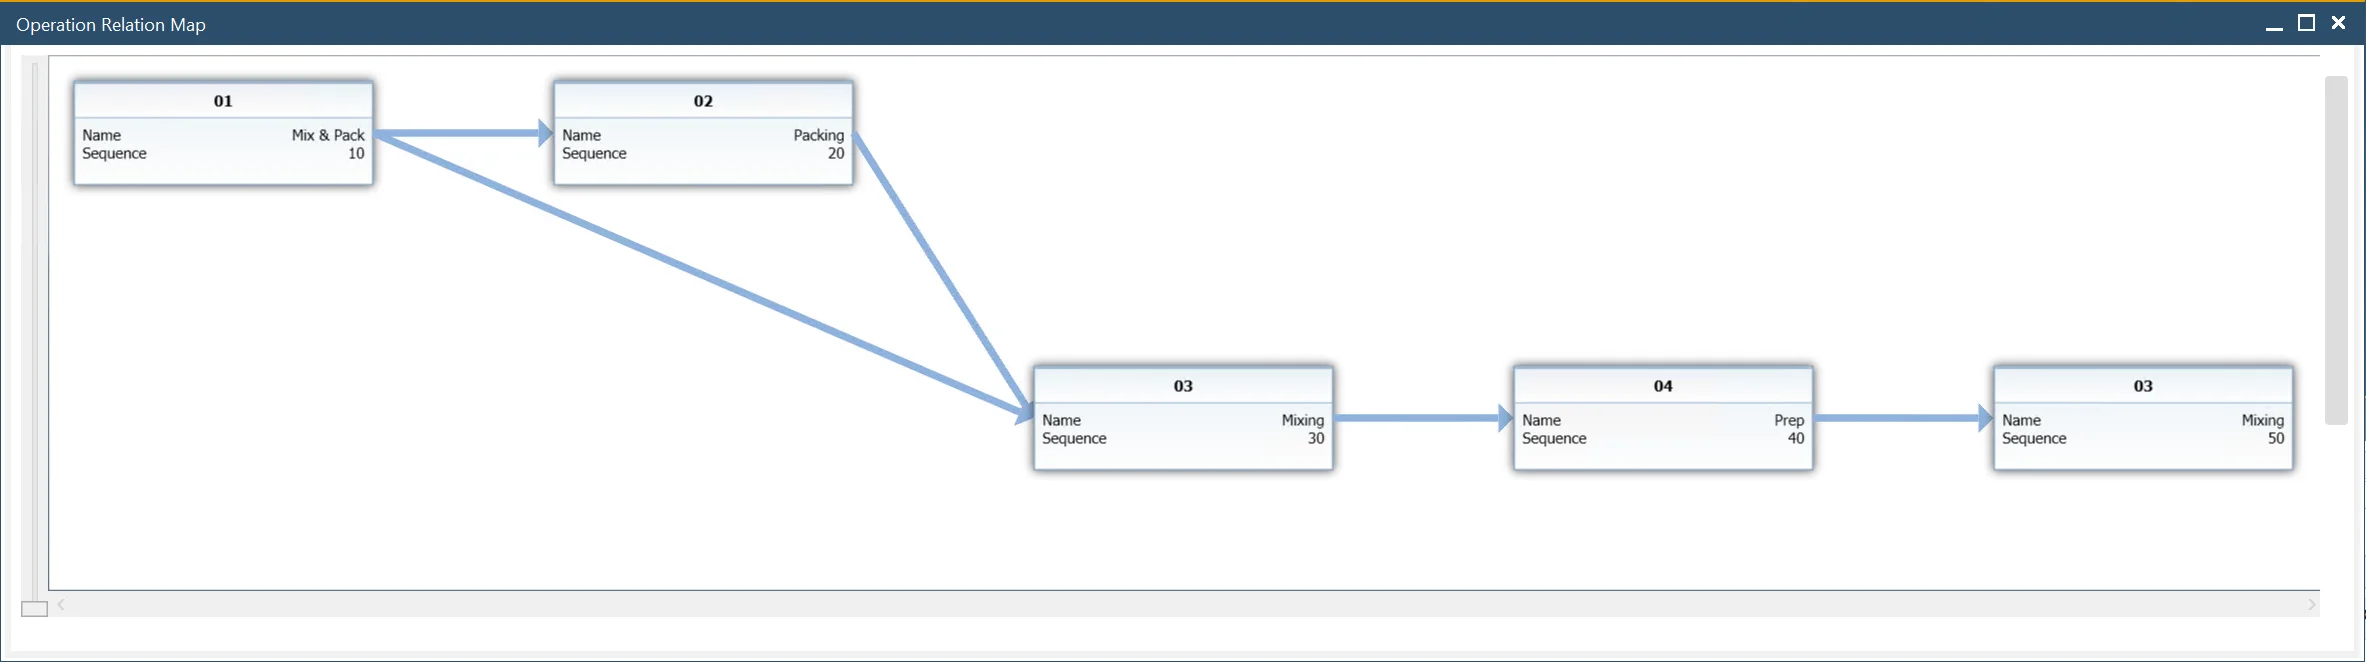 Operation Relation Map
01
Name Mix & Pack
Sequence 10
02
Name Packing
Sequence 20
03
Name Mixing
Sequence 30
04
Name Prep
Sequence 40
03
Name Mixing
Sequence 50